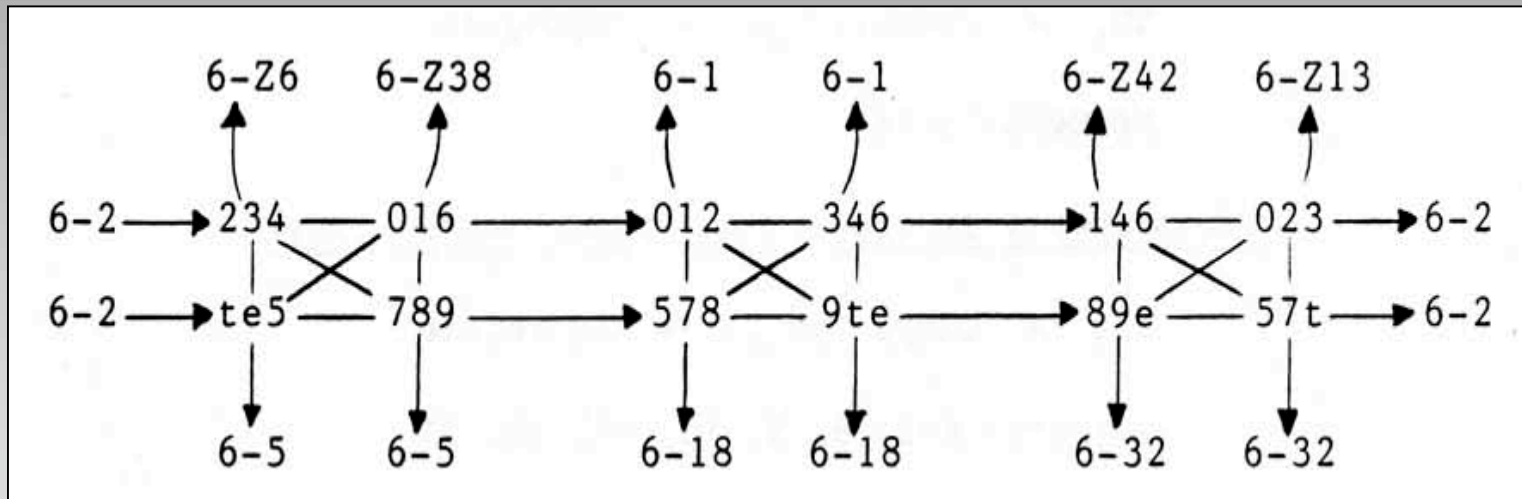 6-Z6 6-Z38 6-1 6-1 6-Z42 6-Z13
6-2 234 016 012 346 146 023 6-2
6-2 te5 789 578 9te 89e 57t 6-2
6-5 6-5 6-18 6-18 6-32 6-32